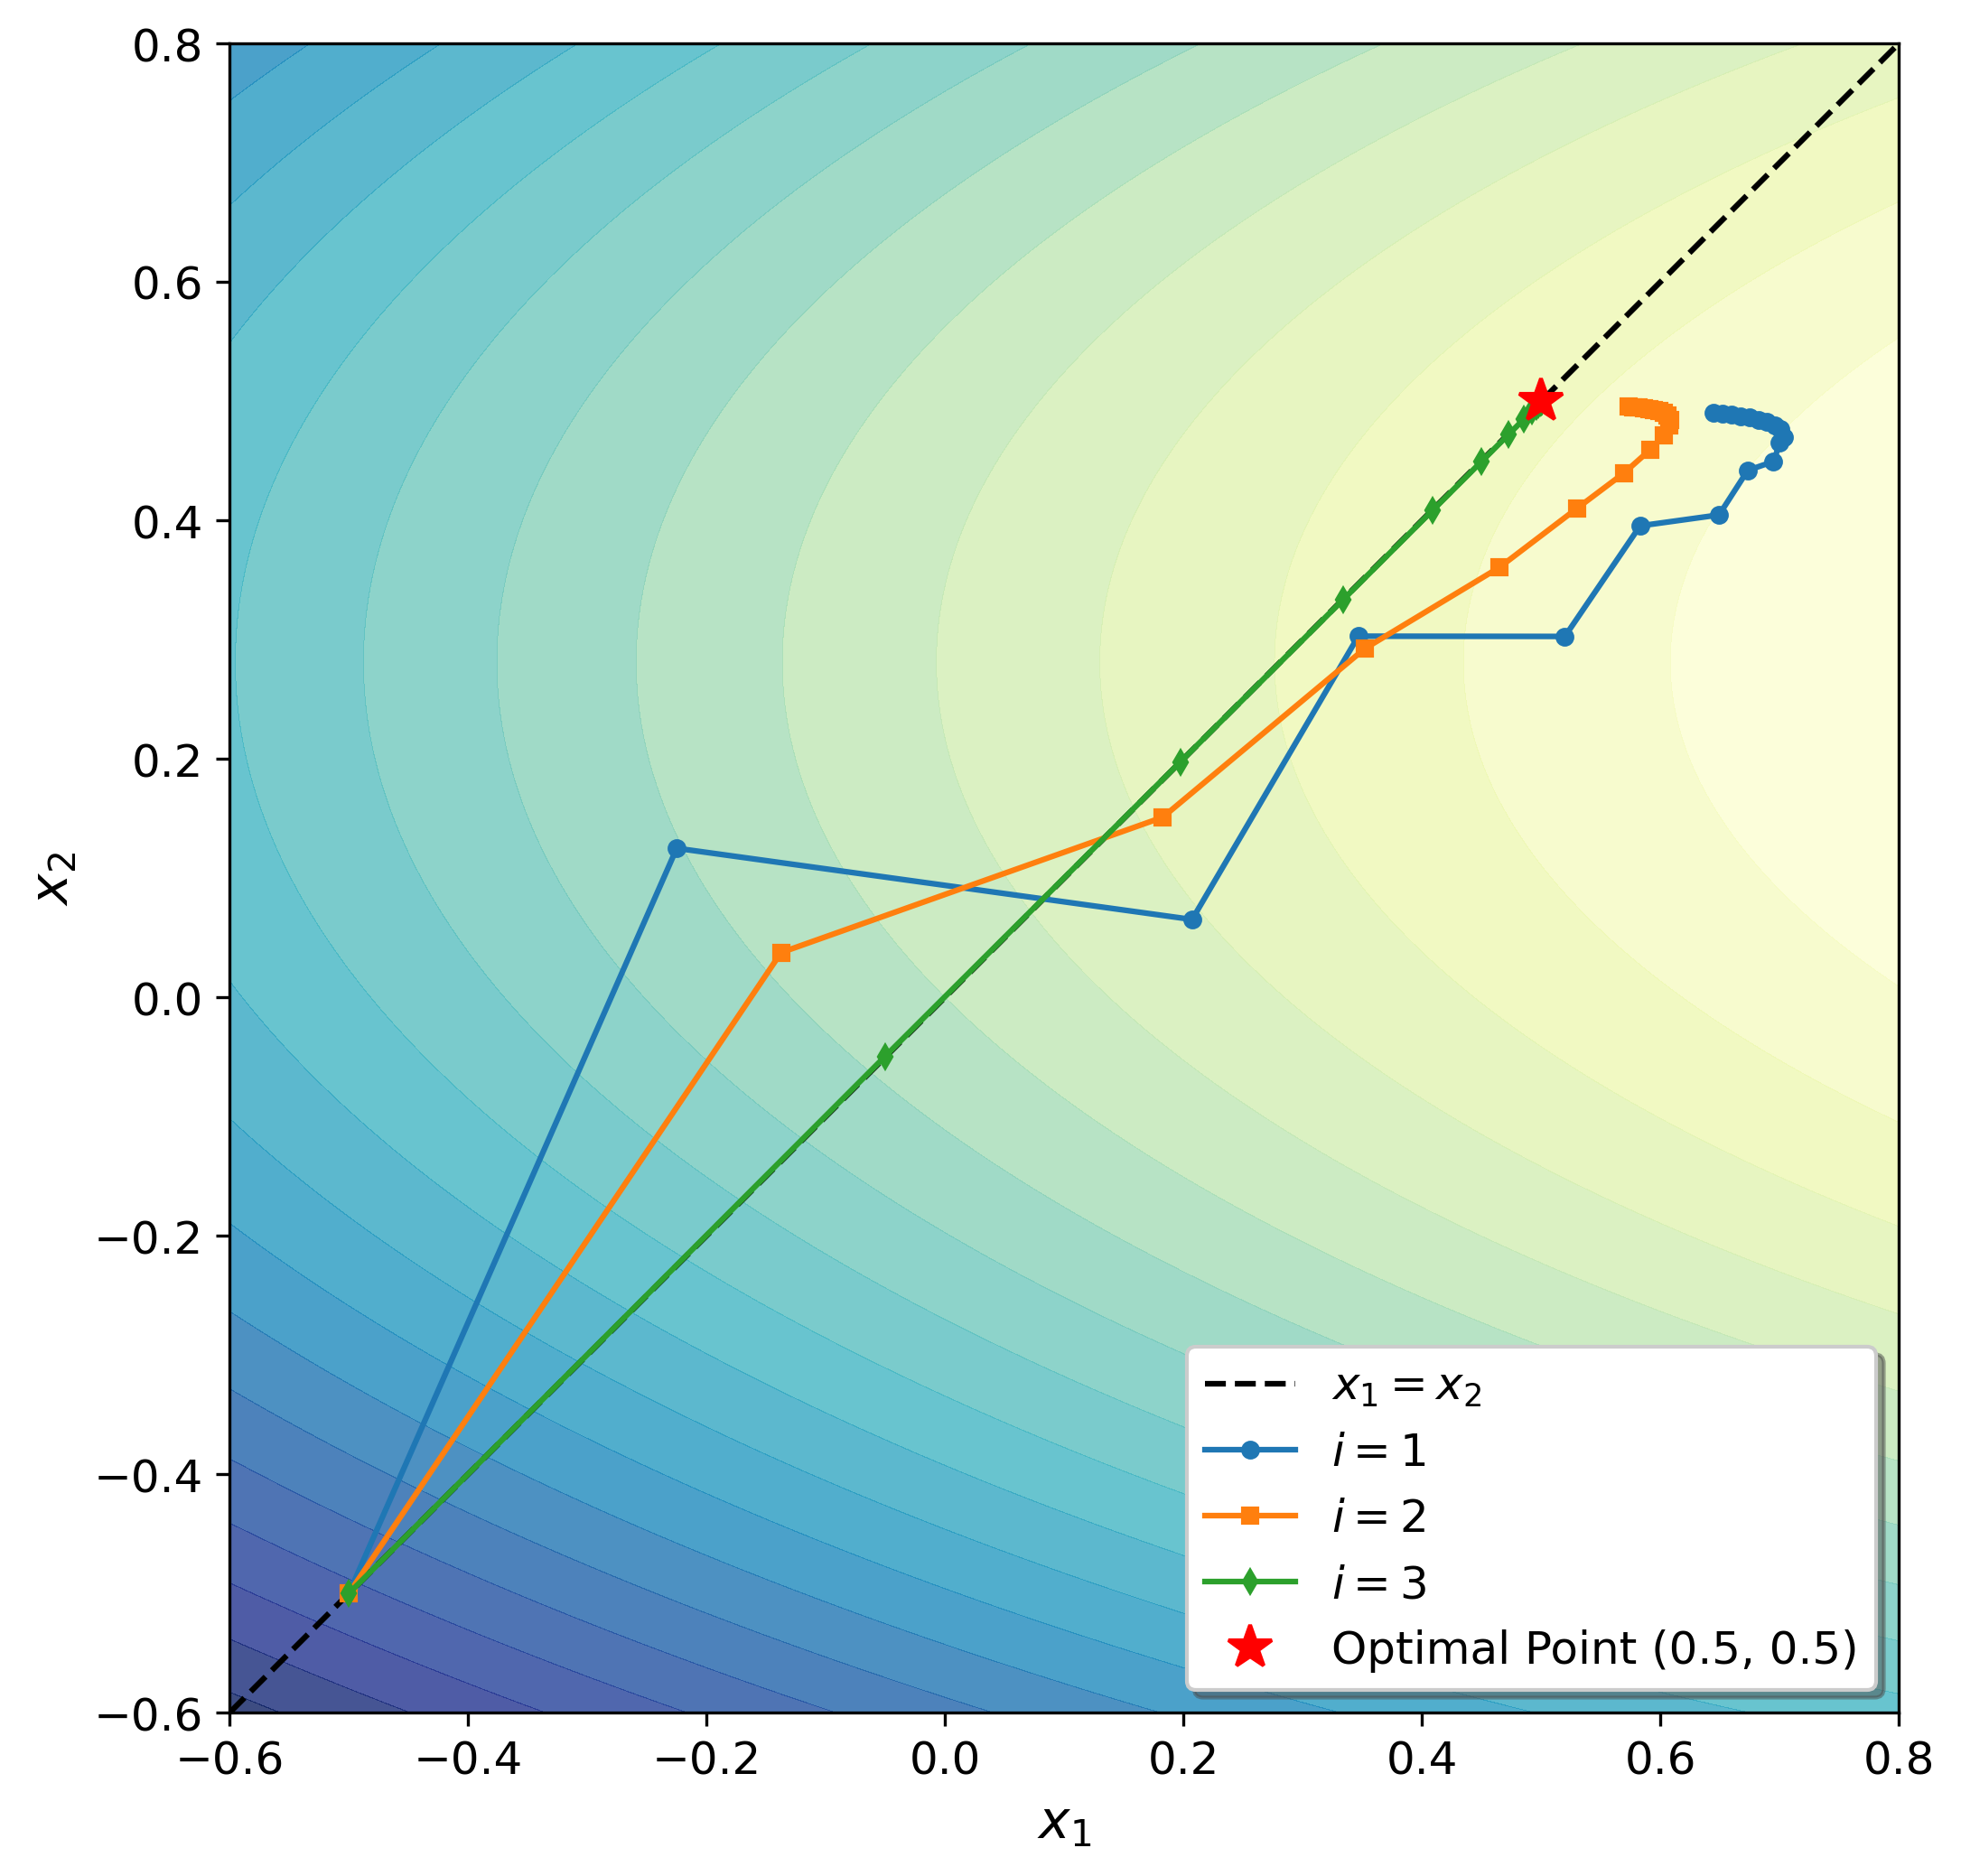 0.8
0.6
0.4
0.2
0.0
−0.2
−0.4
−0.6
x₂
−0.6 −0.4 −0.2 0.0 0.2 0.4 0.6 0.8
x₁
x₁ = x₂
i = 1
i = 2
i = 3
Optimal Point (0.5, 0.5)